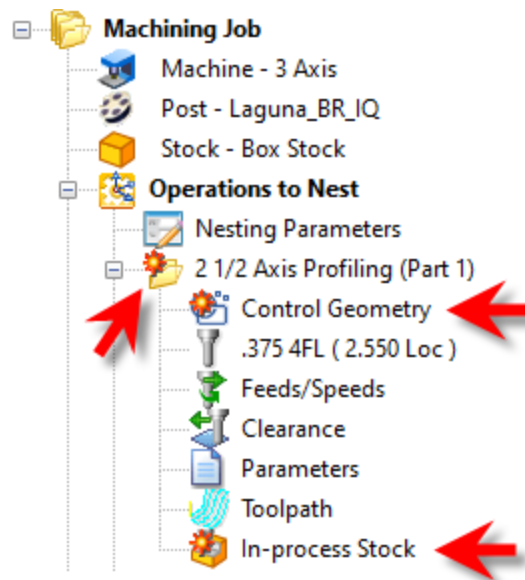 Machining Job
Machine - 3 Axis
Post - Laguna_BR_IQ
Stock - Box Stock
Operations to Nest
Nesting Parameters
2 1/2 Axis Profiling (Part 1)
Control Geometry
.375 4FL ( 2.550 Loc )
Feeds/Speeds
Clearance
Parameters
Toolpath
In-process Stock